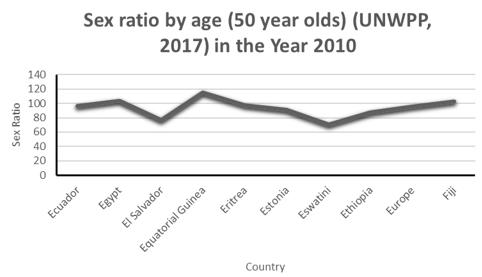 Sex ratio by age (50 year olds) (UNWPP,
2017) in the Year 2010
140
120
100
80
60
40
20
0
Sex Ratio
Ecuador
Egypt
El Salvador
Equatorial Guinea
Eritrea
Estonia
Eswatini
Ethiopia
Europe
Fiji
Country